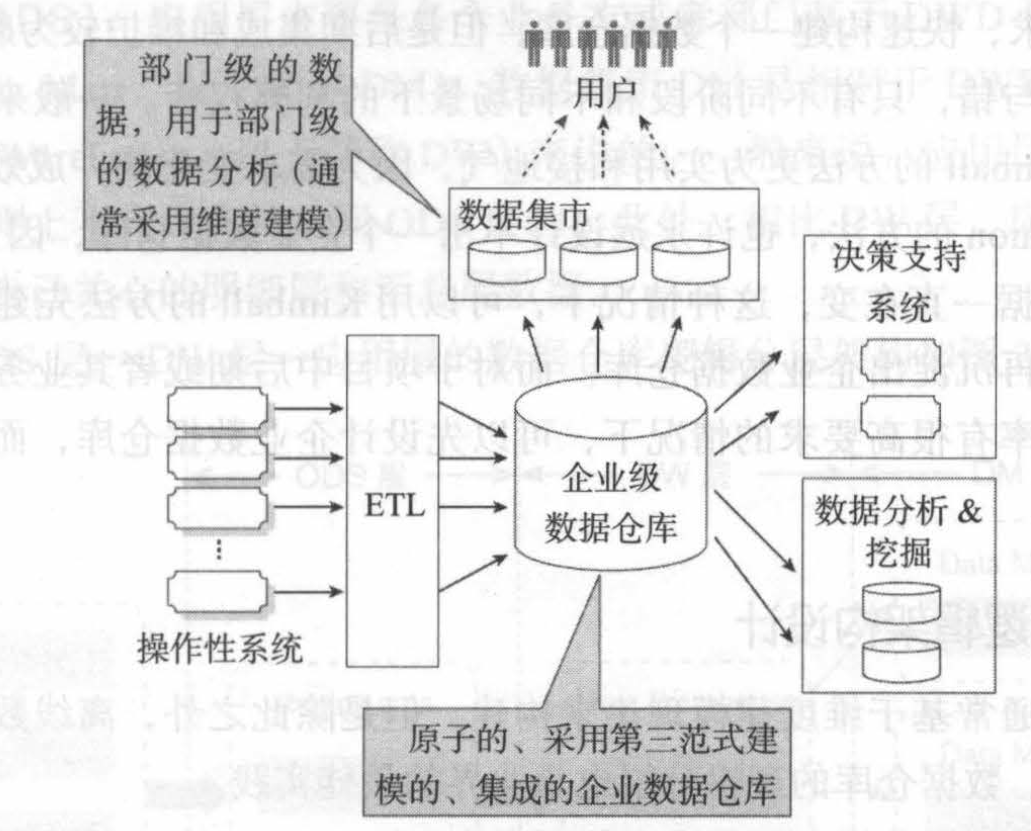 部门级的数
据，用于部门级
的数据分析（通
常采用维度建模）
用户
数据集市
决策支持
系统
ETL
企业级
数据仓库
数据分析 &
挖掘
操作性系统
原子的、采用第三范式建
模的、集成的企业数据仓库